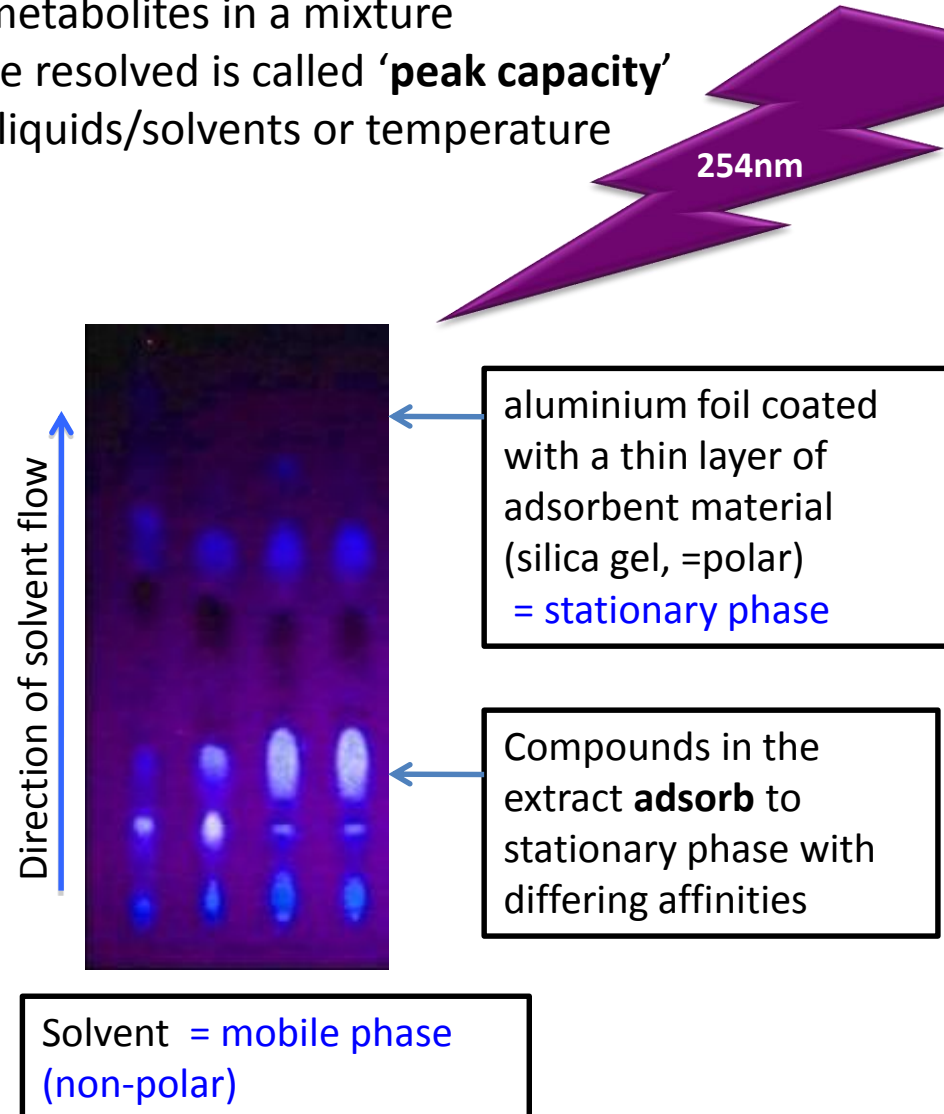 metabolites in a mixture
e resolved is called ‘peak capacity’
liquids/solvents or temperature
254nm
Direction of solvent flow
aluminium foil coated
with a thin layer of
adsorbent material
(silica gel, =polar)
= stationary phase
Compounds in the
extract adsorb to
stationary phase with
differing affinities
Solvent = mobile phase
(non-polar)